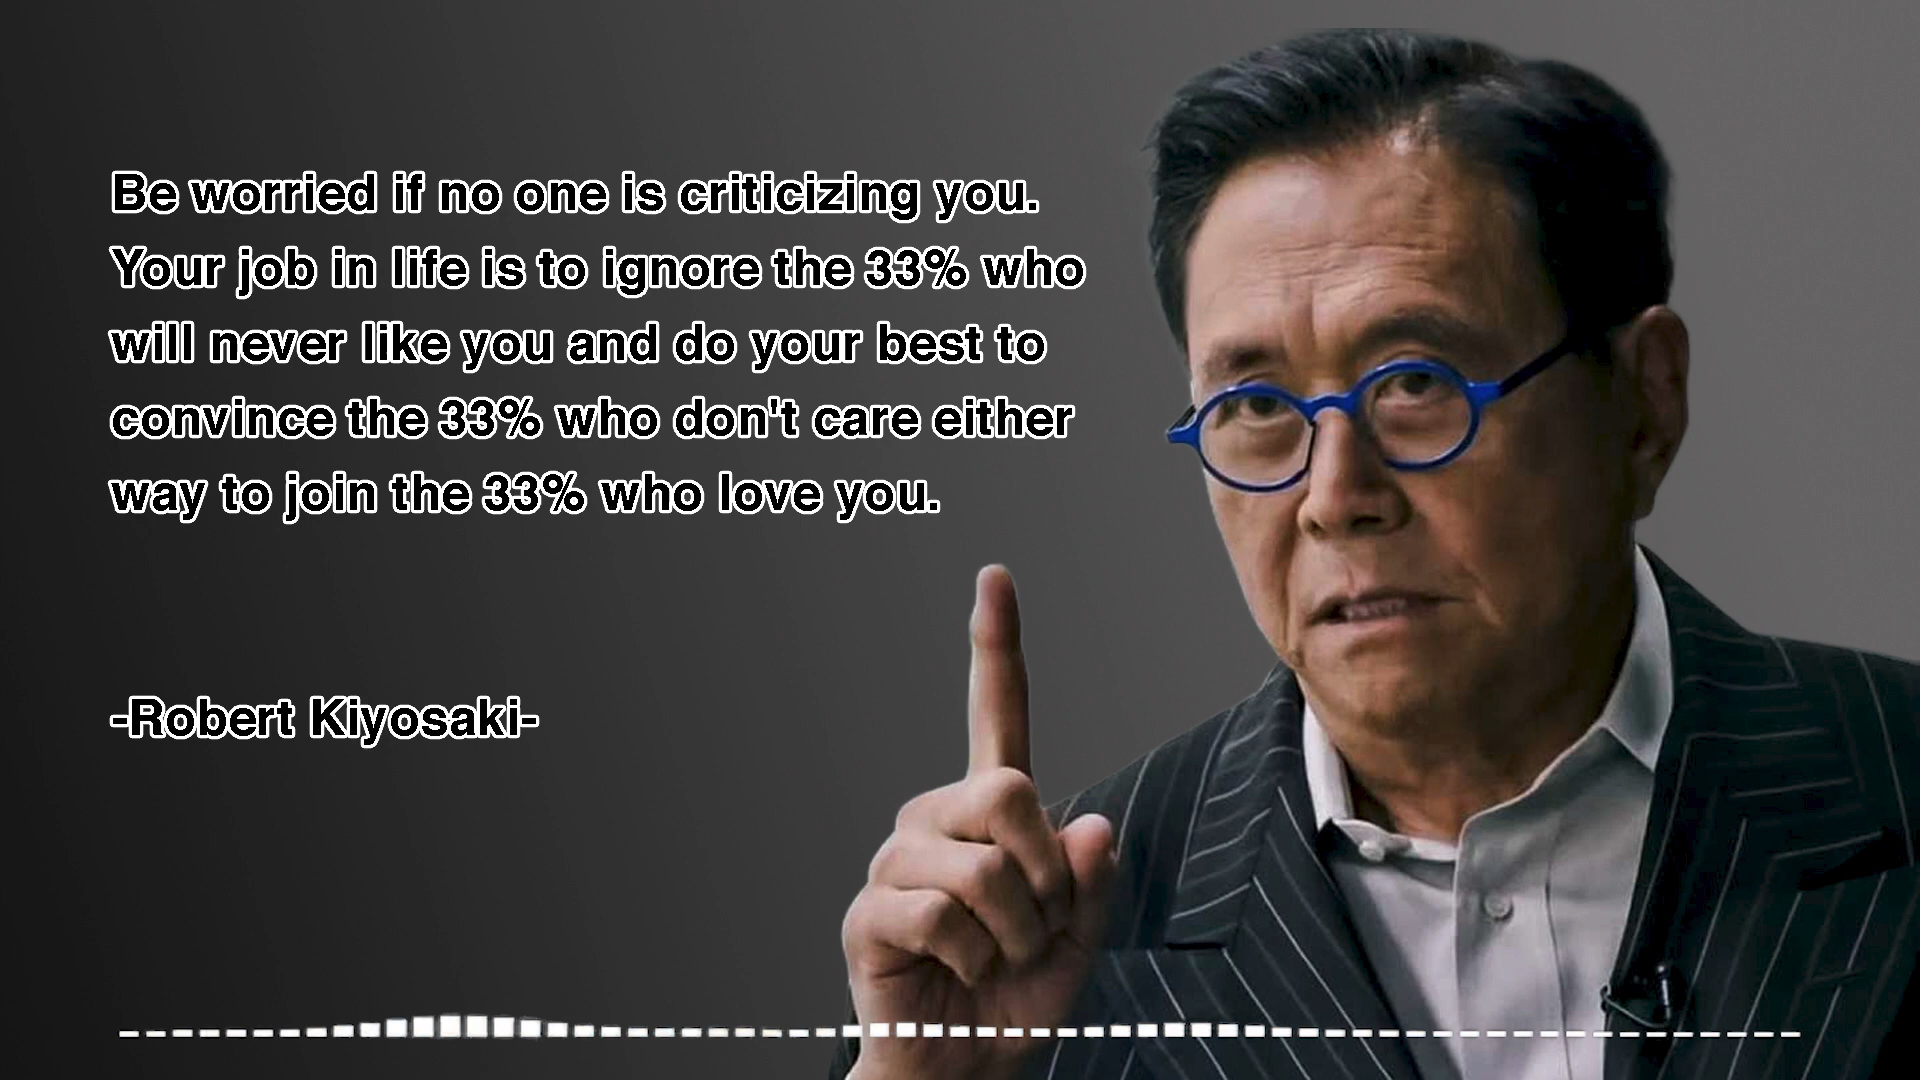 Be worried if no one is criticizing you.
Your job in life is to ignore the 33% who
will never like you and do your best to
convince the 33% who don't care either
way to join the 33% who love you.
-Robert Kiyosaki-